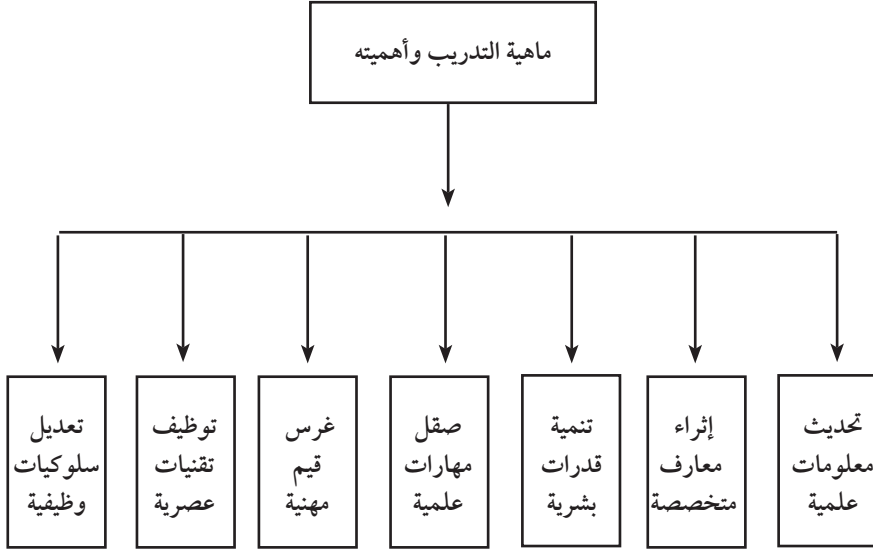 ماهية التدريب وأهميته
تحديث
معلومات
علمية
إثراء
معارف
متخصصة
تنمية
قدرات
بشرية
صقل
مهارات
علمية
غرس
قيم
مهنية
توظيف
تقنيات
عصرية
تعديل
سلوكيات
وظيفية